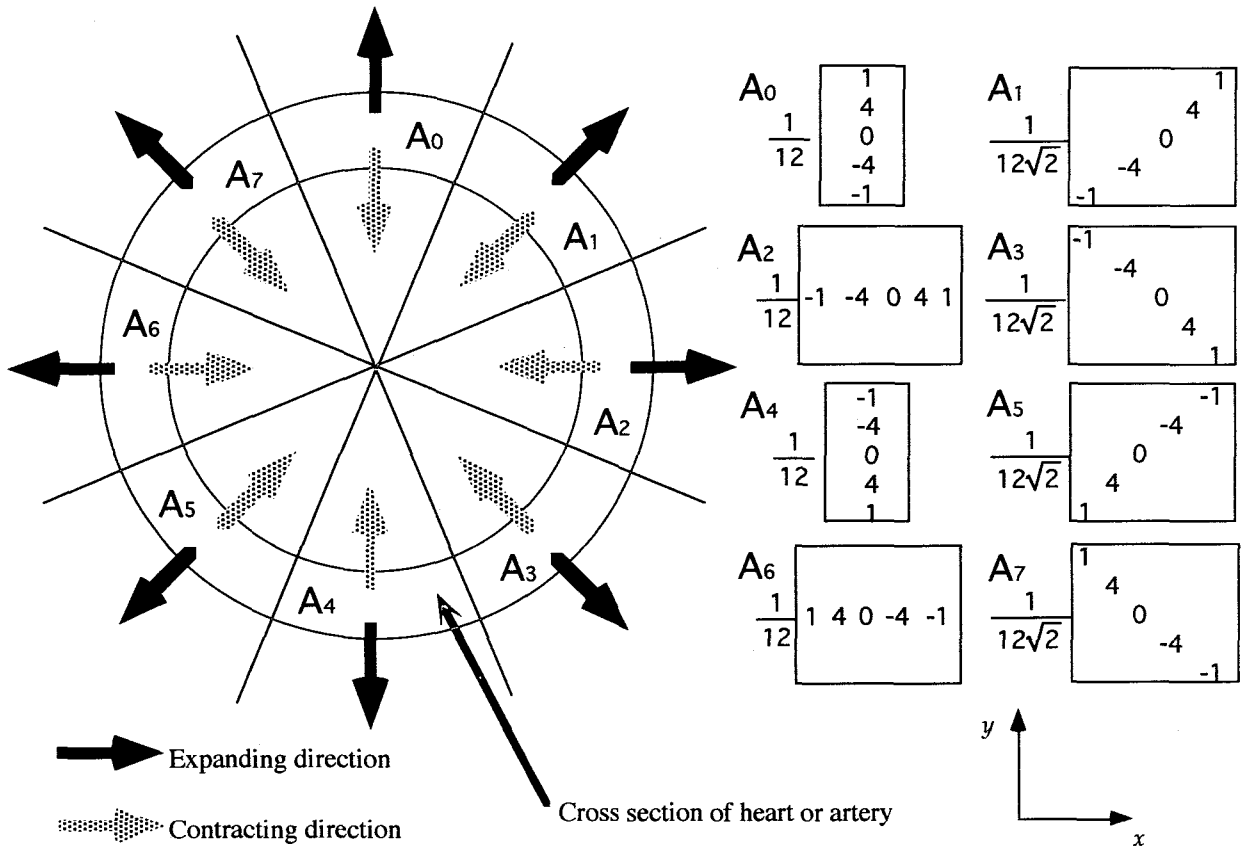 A0
A1
A2
A3
A4
A5
A6
A7
Expanding direction
Contracting direction
Cross section of heart or artery
A0
1
12
1
4
0
-4
-1
A1
1
12√2
1
4
0
-4
-1
A2
1
12
-1 -4 0 4 1
A3
1
12√2
-1
-4
0
4
1
A4
1
12
-1
-4
0
4
1
A5
1
12√2
-1
-4
0
4
1
A6
1
12
1 4 0 -4 -1
A7
1
12√2
1
4
0
-4
-1
y
x